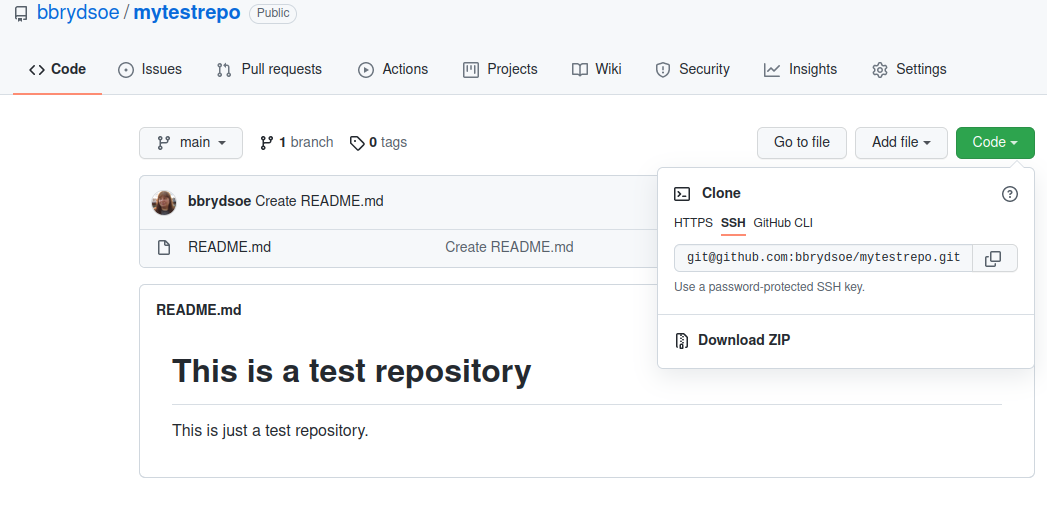 bbrydsoe / mytestrepo Public
Code Issues Pull requests Actions Projects Wiki Security Insights Settings
main 1 branch 0 tags Go to file Add file Code
bbrydsoe Create README.md
README.md Create README.md
Clone
HTTPS SSH GitHub CLI
git@github.com:bbrydsoe/mytestrepo.git
Use a password-protected SSH key.
Download ZIP
README.md
This is a test repository
This is just a test repository.